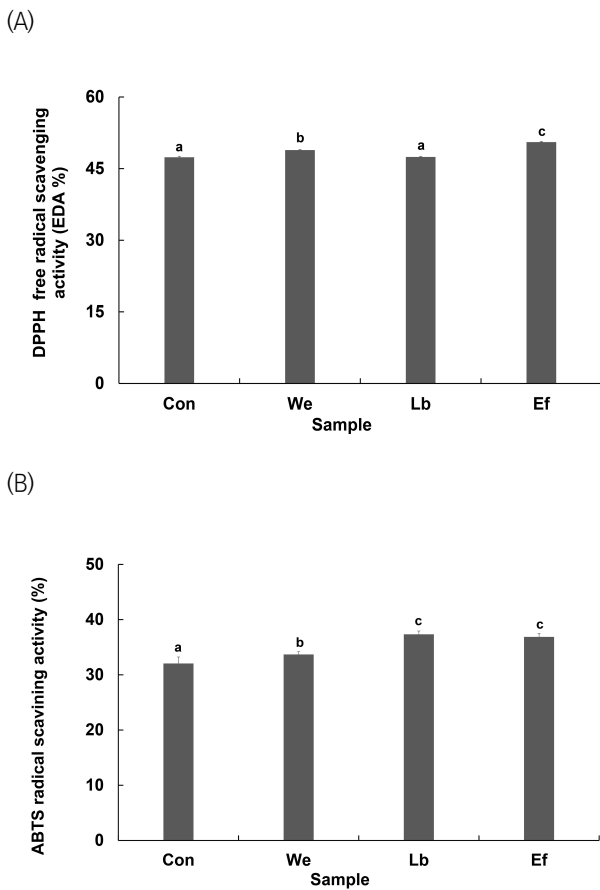 (A)
60
45
30
15
0
DPPH free radical scavenging
activity (EDA %)
a
b
a
c
Con
We
Lb
Ef
Sample
(B)
50
40
30
20
10
0
ABTS radical scavining activity (%)
a
b
c
c
Con
We
Lb
Ef
Sample